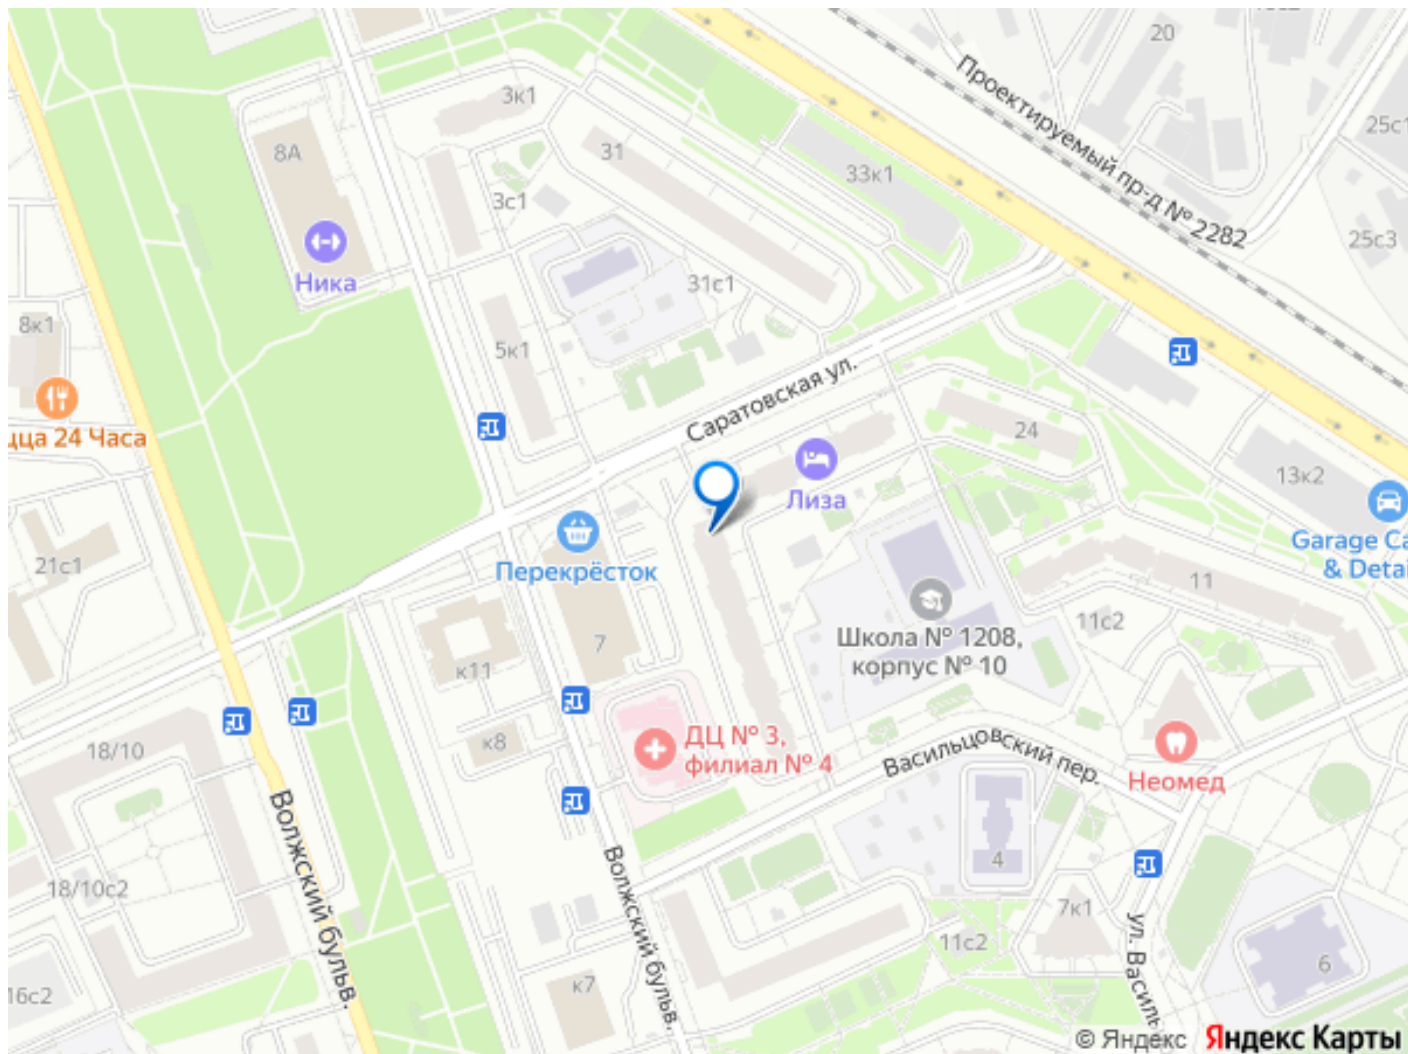 20
Проектируемый пр-д № 2282
25с1
3к1
8А
31
33к1
3с1
25с3
Ника
31с1
8к1
5к1
Саратовская ул.
цца 24 Часа
24
13к2
Лиза
Garage Ca
& Detai
Перекрёсток
21с1
11
11с2
Школа № 1208,
корпус № 10
7
к11
18/10
к8
ДЦ № 3,
филиал № 4
Васильцовский пер.
Неомед
Волжский бульв.
Волжский бульв.
4
18/10с2
7к1
11с2
ул. Василь
6
16с2
к7
© Яндекс Яндекс Карты